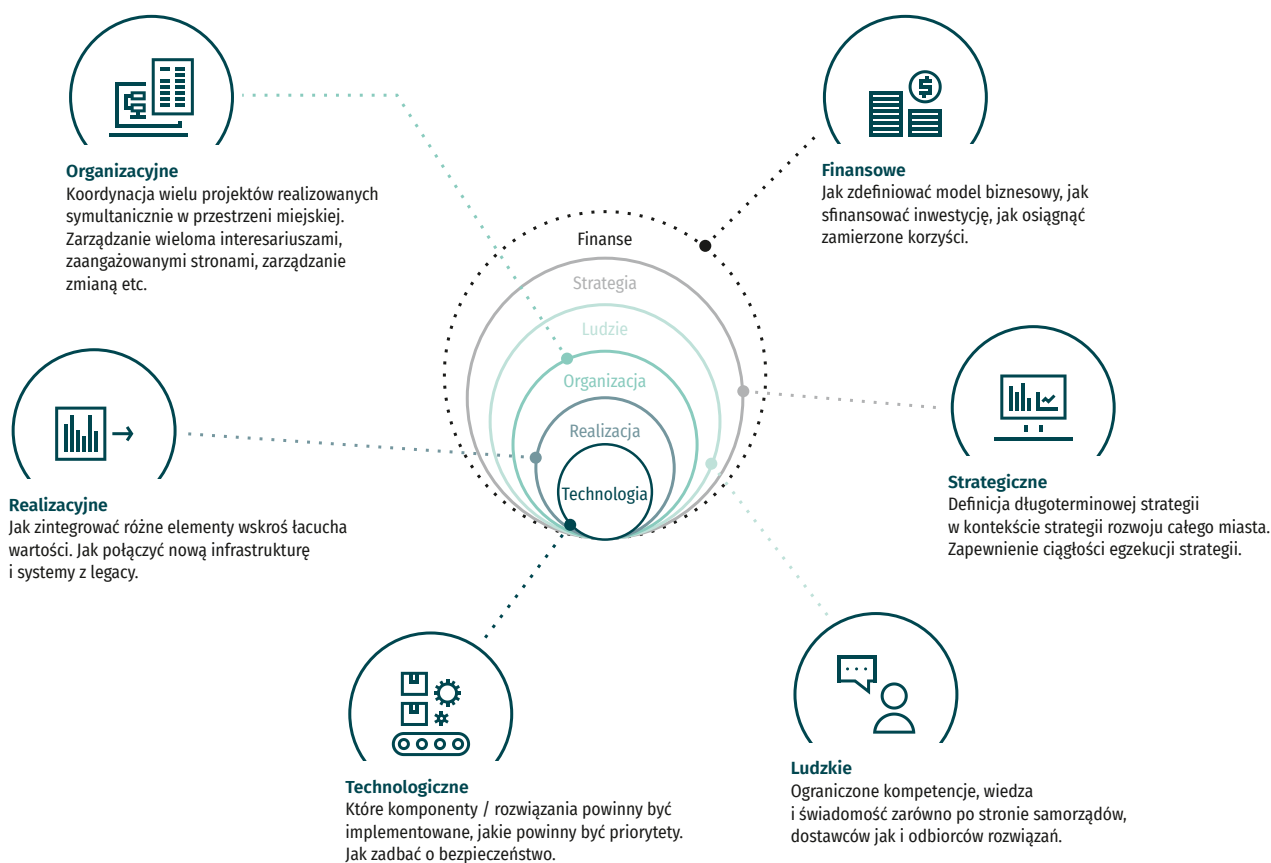 Organizacyjne
Koordynacja wielu projektów realizowanych
symultanicznie w przestrzeni miejskiej.
Zarządzanie wieloma interesariuszami,
zaangażowanymi stronami, zarządzanie
zmianą etc.
Finansowe
Jak zdefiniować model biznesowy, jak
sfinansować inwestycję, jak osiągnąć
zamierzone korzyści.
Finanse
Strategia
Ludzie
Organizacja
Realizacja
Technologia
Realizacyjne
Jak zintegrować różne elementy wskroś łacucha
wartości. Jak połączyć nową infrastrukturę
i systemy z legacy.
Strategiczne
Definicja długoterminowej strategii
w kontekście strategii rozwoju całego miasta.
Zapewnienie ciągłości egzekucji strategii.
Technologiczne
Które komponenty / rozwiązania powinny być
implementowane, jakie powinny być priorytety.
Jak zadbać o bezpieczeństwo.
Ludzkie
Ograniczone kompetencje, wiedza
i świadomość zarówno po stronie samorządów,
dostawców jak i odbiorców rozwiązań.